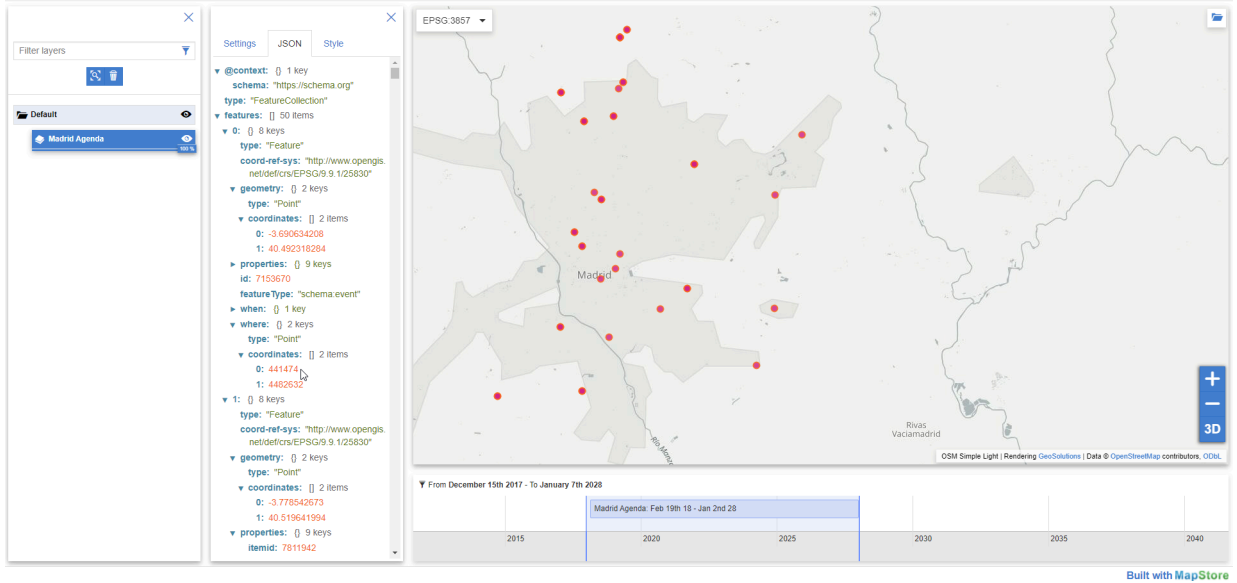 Filter layers
Default
Madrid Agenda
100 %
Settings JSON Style
@context: {} 1 key
schema: "https://schema.org"
type: "FeatureCollection"
features: [] 50 items
0: {} 8 keys
type: "Feature"
coord-ref-sys: "http://www.opengis.
net/def/crs/EPSG/9.9.1/25830"
geometry: {} 2 keys
type: "Point"
coordinates: [] 2 items
0: -3.690634208
1: 40.492318284
properties: {} 9 keys
id: 7153670
featureType: "schema:event"
when: {} 1 key
where: {} 2 keys
type: "Point"
coordinates: [] 2 items
0: 441474
1: 4482632
1: {} 8 keys
type: "Feature"
coord-ref-sys: "http://www.opengis.
net/def/crs/EPSG/9.9.1/25830"
geometry: {} 2 keys
type: "Point"
coordinates: [] 2 items
0: -3.778542673
1: 40.519641994
properties: {} 9 keys
itemid: 7811942
EPSG:3857
Madrid
Rivas
Vaciamadrid
Río Manz
3D
OSM Simple Light | Rendering GeoSolutions | Data © OpenStreetMap contributors, ODbL
From December 15th 2017 - To January 7th 2028
Madrid Agenda: Feb 19th 18 - Jan 2nd 28
2015 2020 2025 2030 2035 2040
Built with MapStore